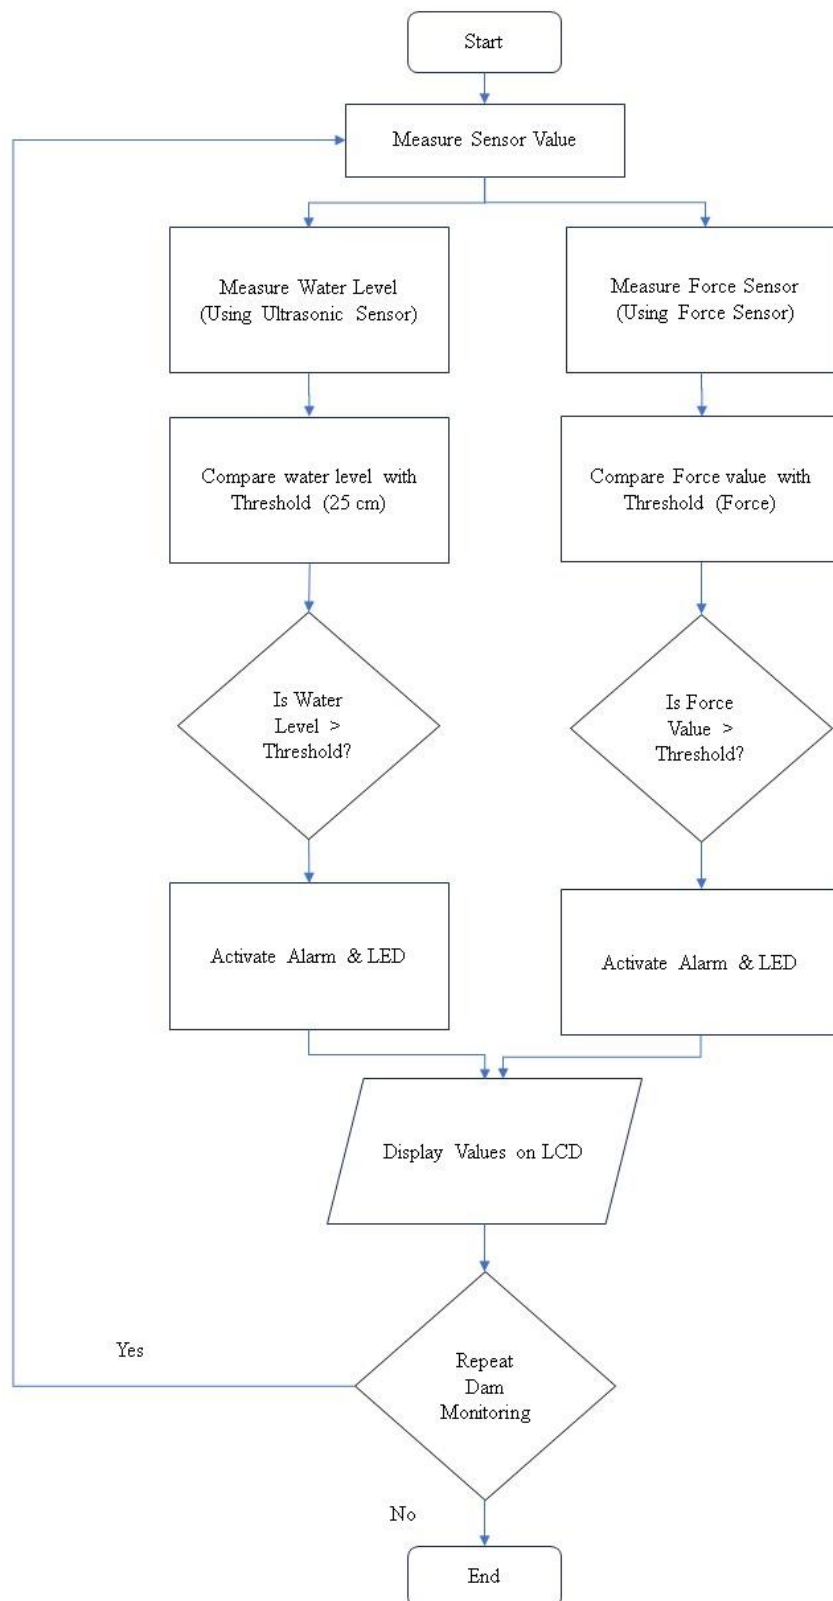 Start
Measure Sensor Value
Measure Water Level
(Using Ultrasonic Sensor)
Measure Force Sensor
(Using Force Sensor)
Compare water level with
Threshold (25 cm)
Compare Force value with
Threshold (Force)
Is Water
Level >
Threshold?
Is Force
Value >
Threshold?
Activate Alarm & LED
Activate Alarm & LED
Display Values on LCD
Yes
Repeat
Dam
Monitoring
No
End